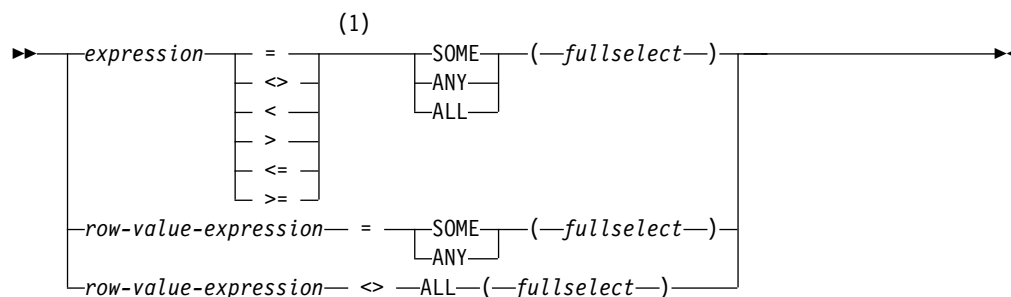 (1)
expression = SOME ( fullselect )
<> ANY
< ALL
>
<=
>=
row-value-expression = SOME ( fullselect )
ANY
row-value-expression <> ALL ( fullselect )